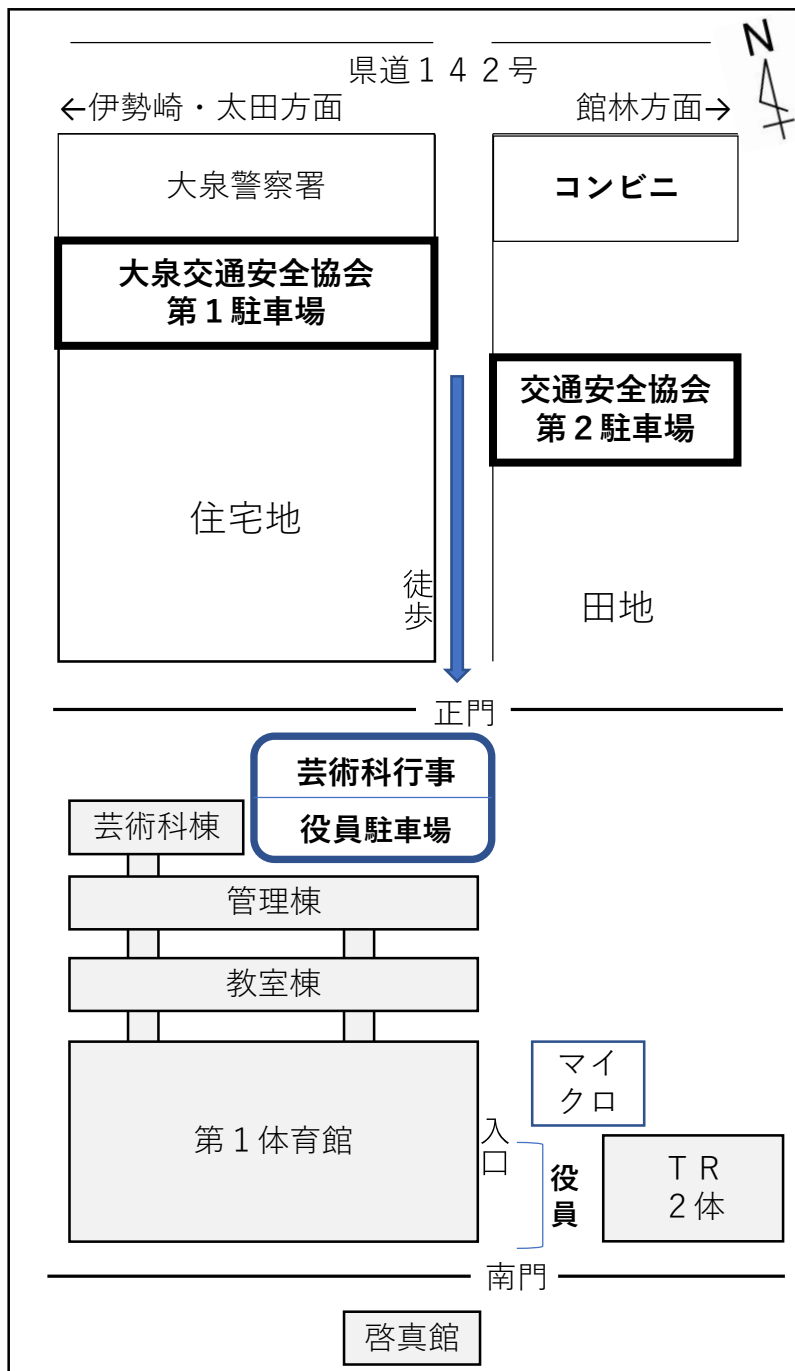 N
県道１４２号
←伊勢崎・太田方面
館林方面→
大泉警察署
コンビニ
大泉交通安全協会
第１駐車場
交通安全協会
第２駐車場
住宅地
徒歩
田地
正門
芸術科行事
役員駐車場
芸術科棟
管理棟
教室棟
マイ
クロ
第１体育館
入口
役員
ＴＲ
２体
南門
啓真館